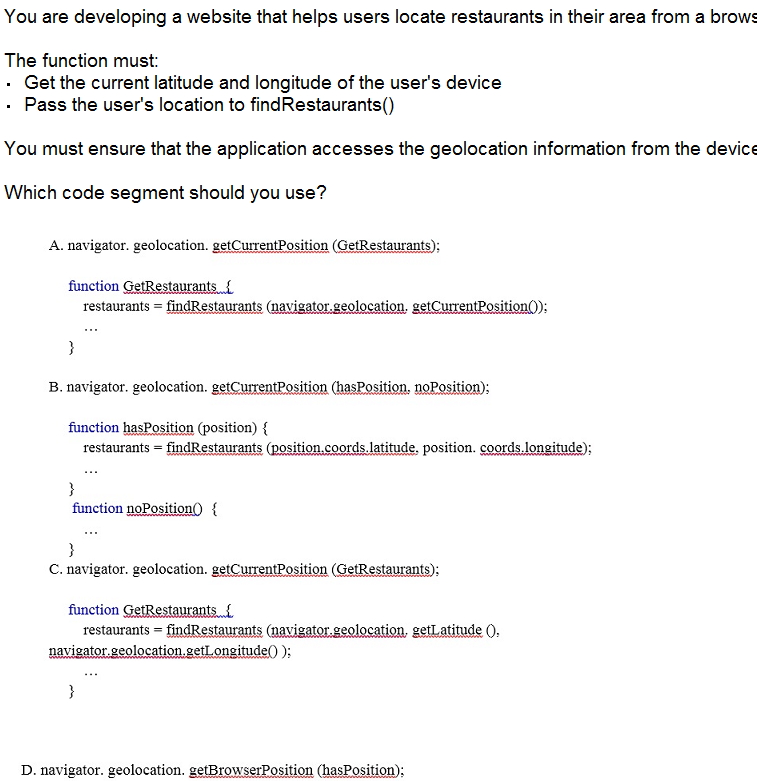 You are developing a website that helps users locate restaurants in their area from a brows
The function must:
· Get the current latitude and longitude of the user's device
· Pass the user's location to findRestaurants()
You must ensure that the application accesses the geolocation information from the device
Which code segment should you use?
A. navigator. geolocation. getCurrentPosition (GetRestaurants);
function GetRestaurants {
restaurants = findRestaurants (navigator.geolocation. getCurrentPosition());
...
}
B. navigator. geolocation. getCurrentPosition (hasPosition, noPosition);
function hasPosition (position) {
restaurants = findRestaurants (position.coords.latitude, position. coords.longitude);
...
}
function noPosition() {
...
}
C. navigator. geolocation. getCurrentPosition (GetRestaurants);
function GetRestaurants {
restaurants = findRestaurants (navigator.geolocation. getLatitude (),
navigator.geolocation.getLongitude() );
...
}
D. navigator. geolocation. getBrowserPosition (hasPosition);